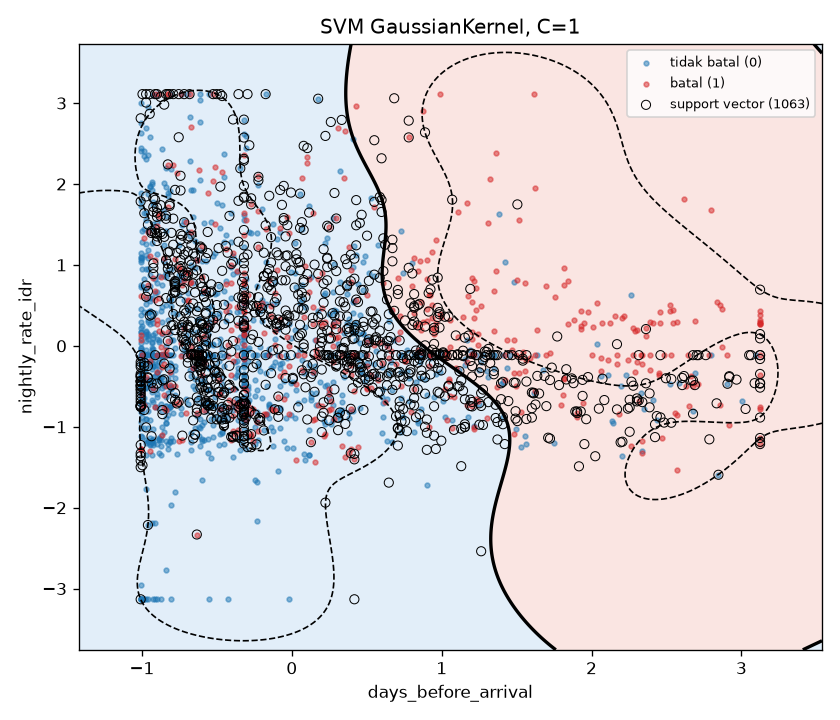 SVM GaussianKernel, C=1
tidak batal (0)
batal (1)
support vector (1063)
nightly_rate_idr
3
2
1
0
−1
−2
−3
−1
0
1
2
3
days_before_arrival